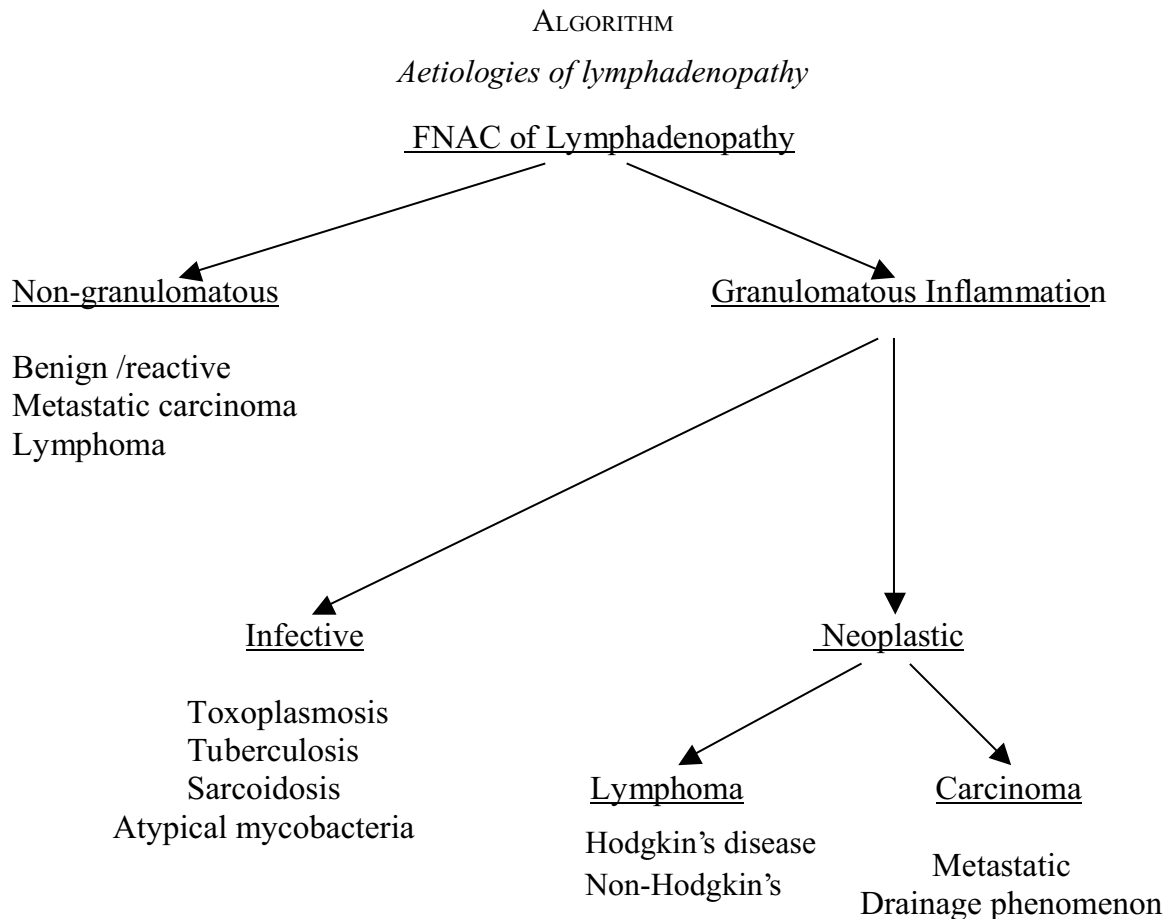 ALGORITHM
Aetiologies of lymphadenopathy
FNAC of Lymphadenopathy
Non-granulomatous
Benign /reactive
Metastatic carcinoma
Lymphoma
Granulomatous Inflammation
Infective
Toxoplasmosis
Tuberculosis
Sarcoidosis
Atypical mycobacteria
Neoplastic
Lymphoma
Hodgkin’s disease
Non-Hodgkin’s
Carcinoma
Metastatic
Drainage phenomenon